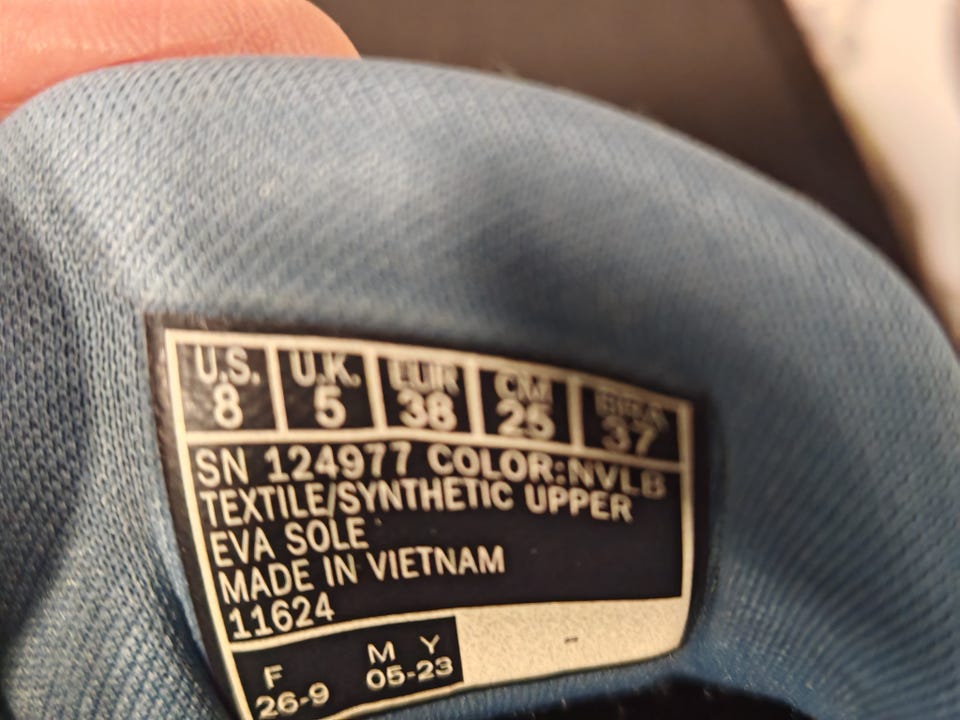 U.S. U.K. EUR CM BRA
8 5 38 25 37
SN 124977 COLOR:NVLB
TEXTILE/SYNTHETIC UPPER
EVA SOLE
MADE IN VIETNAM
11624
F M Y -
26-9 05-23